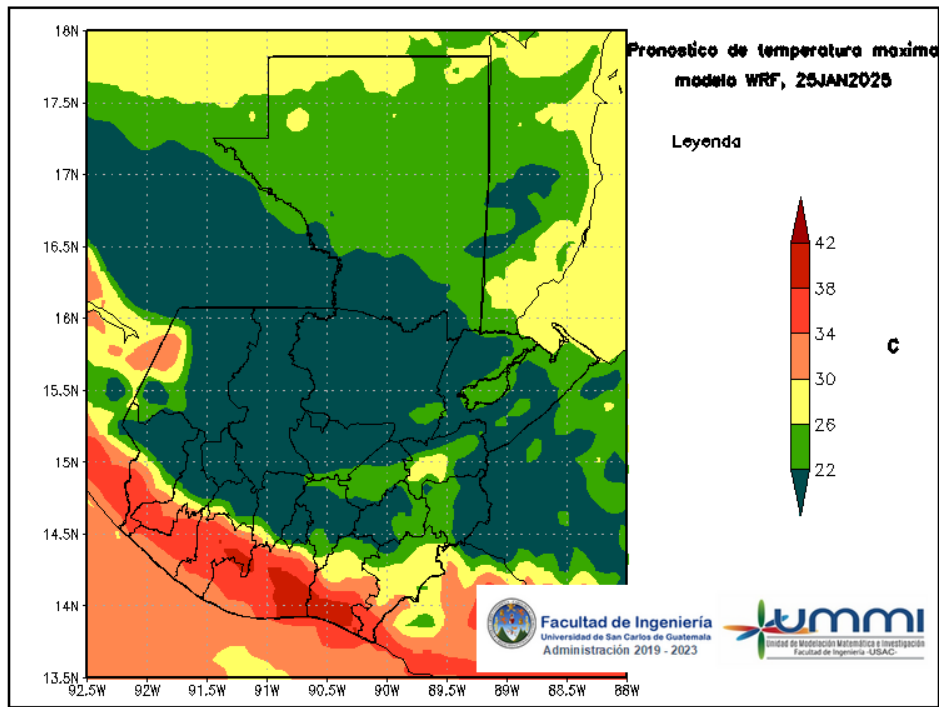 Pronostico de temperatura maxima
modelo WRF, 25JAN2025
Leyenda
18N
17.5N
17N
16.5N
16N
15.5N
15N
14.5N
14N
13.5N
92.5W 92W 91.5W 91W 90.5W 90W 89.5W 89W 88.5W 88W
42
38
34
30
26
22
C
Facultad de Ingeniería
Universidad de San Carlos de Guatemala
Administración 2019 - 2023
UMMI
Unidad de Modelación Matemática e Investigación
Facultad de Ingeniería -USAC-